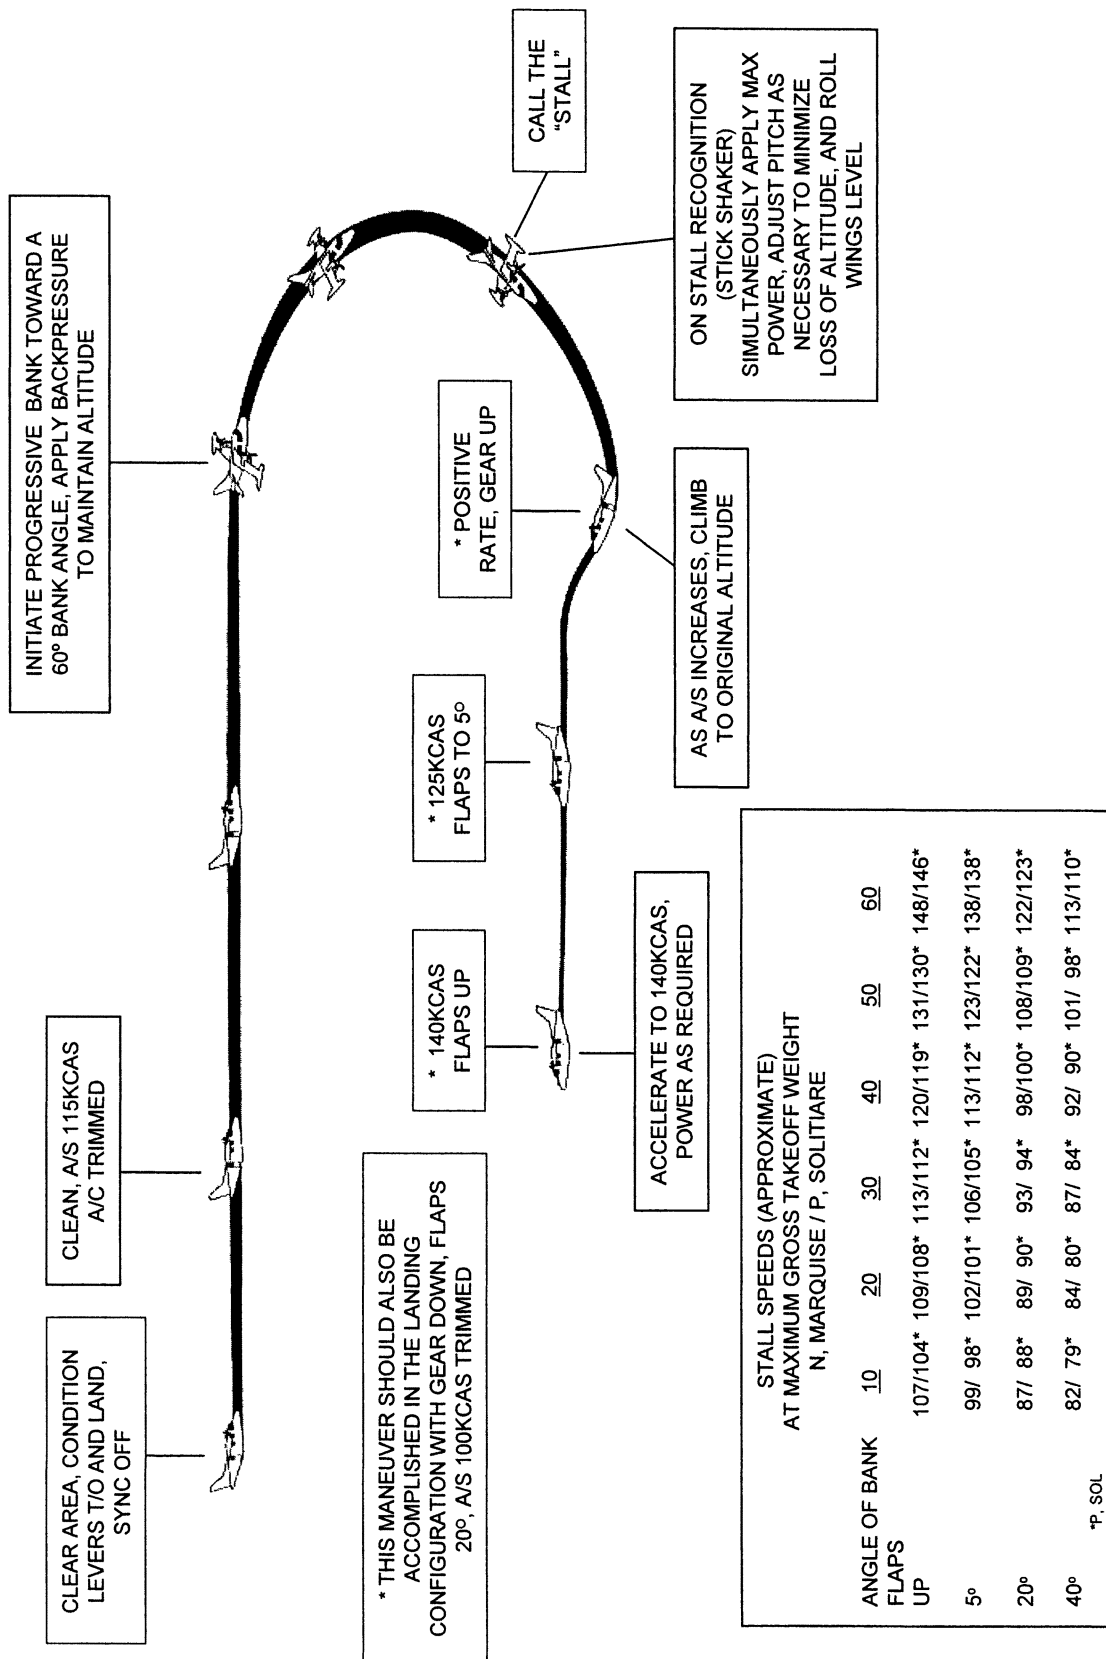 CLEAR AREA, CONDITION
LEVERS T/O AND LAND,
SYNC OFF
CLEAN, A/S 115KCAS
A/C TRIMMED
INITIATE PROGRESSIVE BANK TOWARD A
60º BANK ANGLE, APPLY BACKPRESSURE
TO MAINTAIN ALTITUDE
CALL THE
"STALL"
ON STALL RECOGNITION
(STICK SHAKER)
SIMULTANEOUSLY APPLY MAX
POWER, ADJUST PITCH AS
NECESSARY TO MINIMIZE
LOSS OF ALTITUDE, AND ROLL
WINGS LEVEL
* POSITIVE
RATE, GEAR UP
AS A/S INCREASES, CLIMB
TO ORIGINAL ALTITUDE
* 125KCAS
FLAPS TO 5º
* 140KCAS
FLAPS UP
ACCELERATE TO 140KCAS,
POWER AS REQUIRED
* THIS MANEUVER SHOULD ALSO BE
ACCOMPLISHED IN THE LANDING
CONFIGURATION WITH GEAR DOWN, FLAPS
20º, A/S 100KCAS TRIMMED
STALL SPEEDS (APPROXIMATE)
AT MAXIMUM GROSS TAKEOFF WEIGHT
N, MARQUISE / P, SOLITIARE
ANGLE OF BANK 10 20 30 40 50 60
FLAPS
UP 107/104* 109/108* 113/112* 120/119* 131/130* 148/146*
5º 99/ 98* 102/101* 106/105* 113/112* 123/122* 138/138*
20º 87/ 88* 89/ 90* 93/ 94* 98/100* 108/109* 122/123*
40º 82/ 79* 84/ 80* 87/ 84* 92/ 90* 101/ 98* 113/110*
*P, SOL